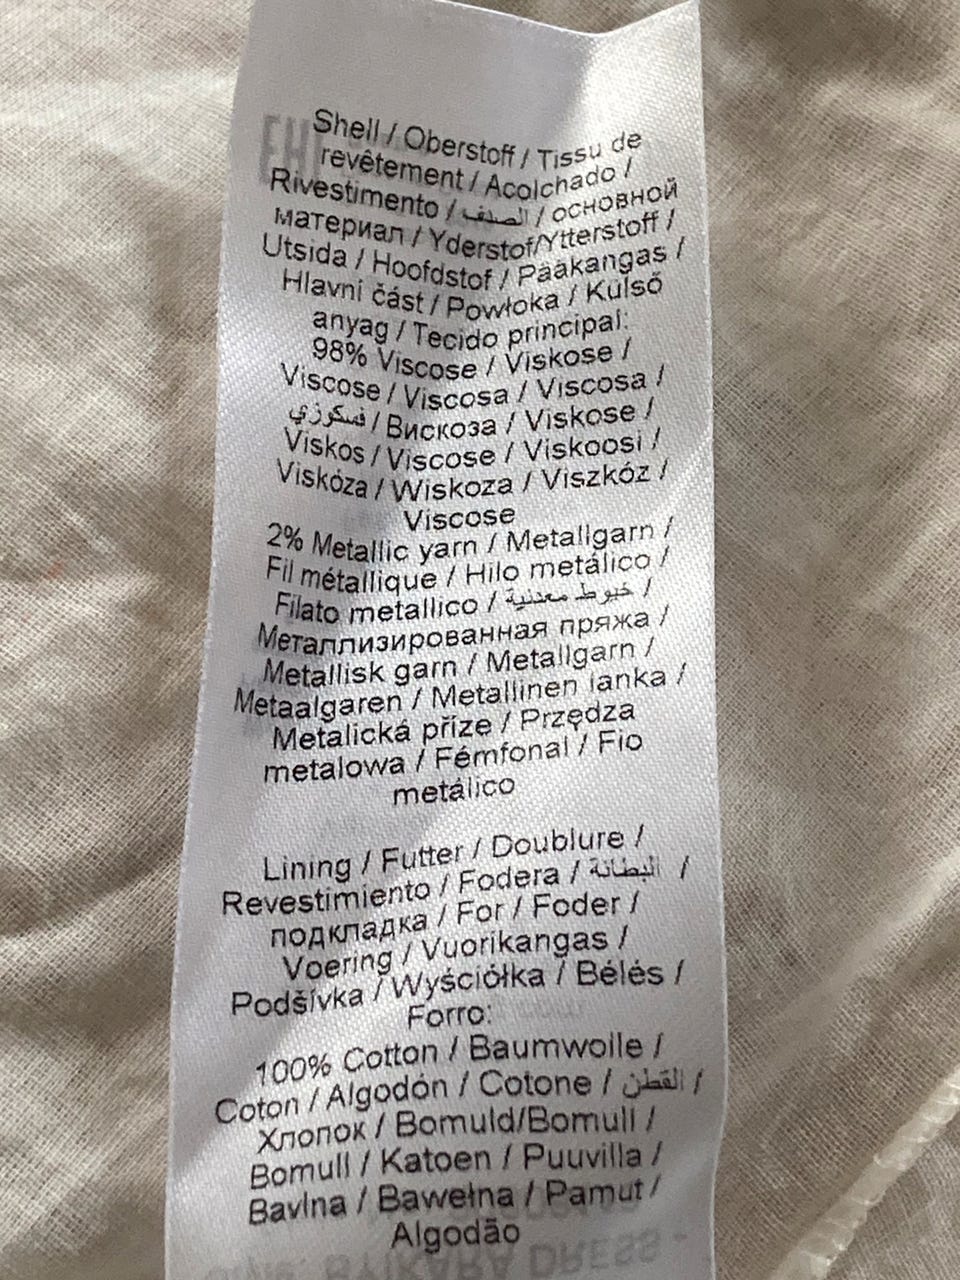 Shell / Oberstoff / Tissu de
revêtement / Acolchado /
Rivestimento / الصدف / основной
материал / Yderstof/Ytterstoff /
Utsida / Hoofdstof / Pääkangas /
Hlavní část / Powłoka / Külső
anyag / Tecido principal:
98% Viscose / Viskose /
Viscose / Viscosa / Viscosa /
فسكوزي / Вискоза / Viskose /
Viskos / Viscose / Viskoosi /
Viskóza / Wiskoza / Viszkóz /
Viscose
2% Metallic yarn / Metallgarn /
Fil métallique / Hilo metálico /
Filato metallico / خيوط معدنية /
Металлизированная пряжа /
Metallisk garn / Metallgarn /
Metaalgaren / Metallinen lanka /
Metalická příze / Przędza
metalowa / Fémfonal / Fio
metálico
Lining / Futter / Doublure /
Revestimiento / Fodera / البطانة /
подкладка / For / Foder /
Voering / Vuorikangas /
Podšívka / Wyściółka / Bélés /
Forro:
100% Cotton / Baumwolle /
Coton / Algodón / Cotone / القطن /
Хлопок / Bomuld/Bomull /
Bomull / Katoen / Puuvilla /
Bavlna / Bawełna / Pamut /
Algodão